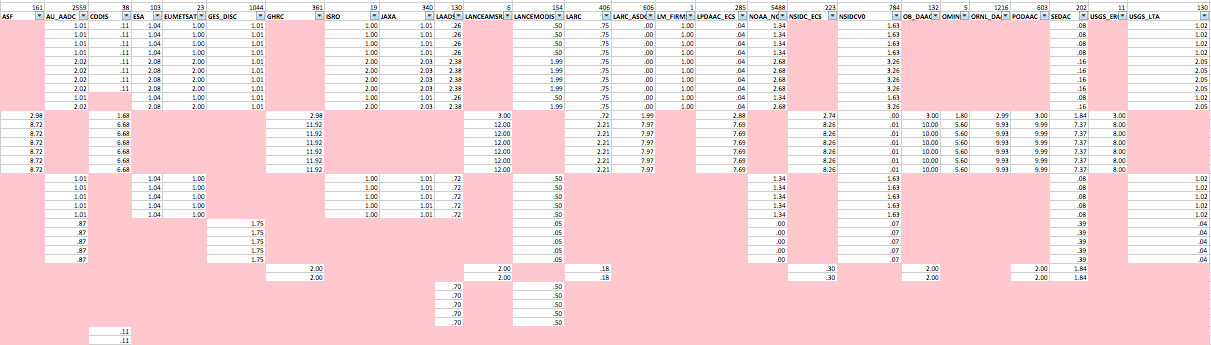 161 2559 38 103 23 1044 361 19 340 130 6 154 406 606 1 285 5488 223 784 132 5 1216 603 202 11 130
ASF AU_AADC CDDIS ESA EUMETSAT GES_DISC GHRC ISRO JAXA LAADS LANCEAMSR LANCEMODIS LARC LARC_ASD LM_FIRM LPDAAC_ECS NOAA_N NSIDC_ECS NSIDCV0 OB_DAA OMIN ORNL_DA PODAAC SEDAC USGS_ER USGS_LTA
1.01 .11 1.04 1.00 1.01 1.00 1.01 .26 .50 .75 .00 1.00 .04 1.34 1.63 .08 1.02
1.01 .11 1.04 1.00 1.01 1.00 1.01 .26 .50 .75 .00 1.00 .04 1.34 1.63 .08 1.02
1.01 .11 1.04 1.00 1.01 1.00 1.01 .26 .50 .75 .00 1.00 .04 1.34 1.63 .08 1.02
1.01 .11 1.04 1.00 1.01 1.00 1.01 .26 .50 .75 .00 1.00 .04 1.34 1.63 .08 1.02
2.02 .11 2.08 2.00 1.01 2.00 2.03 2.38 1.99 .75 .00 1.00 .04 2.68 3.26 .16 2.05
2.02 .11 2.08 2.00 1.01 2.00 2.03 2.38 1.99 .75 .00 1.00 .04 2.68 3.26 .16 2.05
2.02 .11 2.08 2.00 1.01 2.00 2.03 2.38 1.99 .75 .00 1.00 .04 2.68 3.26 .16 2.05
2.02 .11 2.08 2.00 1.01 2.00 2.03 2.38 1.99 .75 .00 1.00 .04 2.68 3.26 .16 2.05
1.01 1.04 1.00 1.01 1.00 1.01 .26 .50 .75 .00 1.00 .04 1.34 1.63 .08 1.02
2.02 2.08 2.00 1.01 2.00 2.03 2.38 1.99 .75 .00 1.00 .04 2.68 3.26 .16 2.05
2.98 1.68 2.98 3.00 .72 1.99 2.88 2.74 .00 3.00 1.80 2.99 3.00 1.84 3.00
8.72 6.68 11.92 12.00 2.21 7.97 7.69 8.26 .01 10.00 5.60 9.93 9.99 7.37 8.00
8.72 6.68 11.92 12.00 2.21 7.97 7.69 8.26 .01 10.00 5.60 9.93 9.99 7.37 8.00
8.72 6.68 11.92 12.00 2.21 7.97 7.69 8.26 .01 10.00 5.60 9.93 9.99 7.37 8.00
8.72 6.68 11.92 12.00 2.21 7.97 7.69 8.26 .01 10.00 5.60 9.93 9.99 7.37 8.00
8.72 6.68 11.92 12.00 2.21 7.97 7.69 8.26 .01 10.00 5.60 9.93 9.99 7.37 8.00
8.72 6.68 11.92 12.00 2.21 7.97 7.69 8.26 .01 10.00 5.60 9.93 9.99 7.37 8.00
1.01 1.04 1.00 1.00 1.01 .72 .50 1.34 1.63 .08 1.02
1.01 1.04 1.00 1.00 1.01 .72 .50 1.34 1.63 .08 1.02
1.01 1.04 1.00 1.00 1.01 .72 .50 1.34 1.63 .08 1.02
1.01 1.04 1.00 1.00 1.01 .72 .50 1.34 1.63 .08 1.02
1.01 1.04 1.00 1.00 1.01 .72 .50 1.34 1.63 .08 1.02
.87 1.75 .05 .00 .07 .39 .04
.87 1.75 .05 .00 .07 .39 .04
.87 1.75 .05 .00 .07 .39 .04
.87 1.75 .05 .00 .07 .39 .04
.87 1.75 .05 .00 .07 .39 .04
2.00 2.00 .18 .30 2.00 2.00 1.84
2.00 2.00 .18 .30 2.00 2.00 1.84
.70 .50
.70 .50
.70 .50
.70 .50
.70 .50
.11
.11